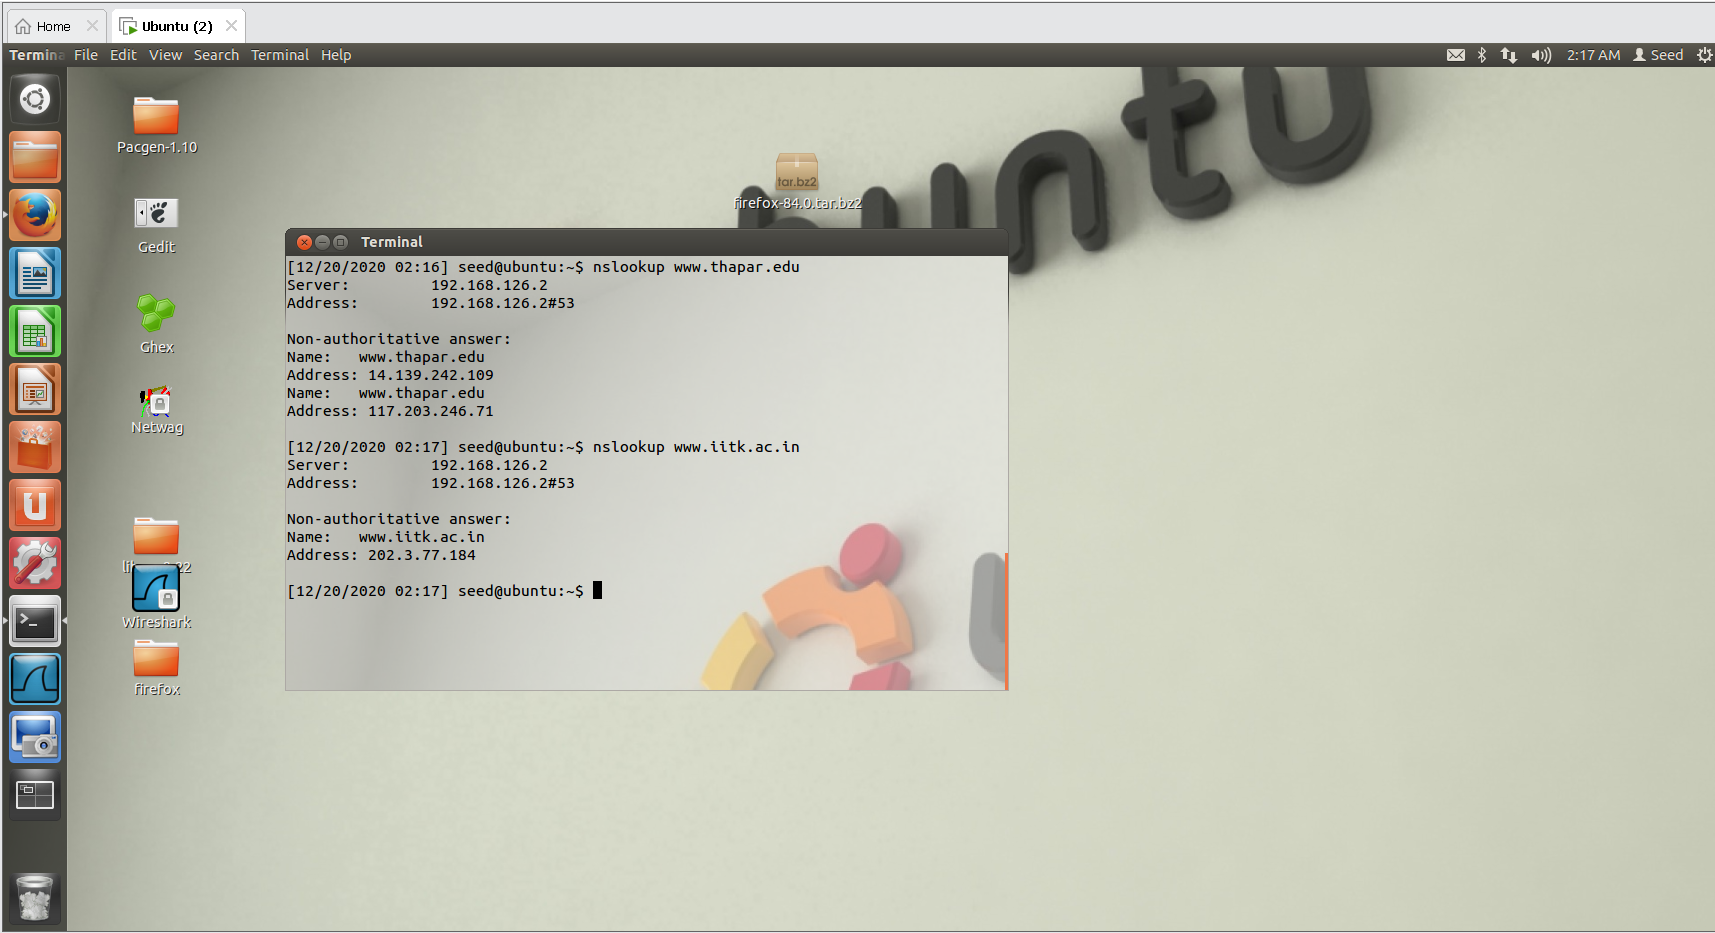 Home
Ubuntu (2)
Termina File Edit View Search Terminal Help
2:17 AM Seed
Pacgen-1.10
Gedit
Ghex
Netwag
22
Wireshark
firefox
tar.bz2
firefox-84.0.tar.bz2
Terminal
[12/20/2020 02:16] seed@ubuntu:~$ nslookup www.thapar.edu
Server: 192.168.126.2
Address: 192.168.126.2#53
Non-authoritative answer:
Name: www.thapar.edu
Address: 14.139.242.109
Name: www.thapar.edu
Address: 117.203.246.71
[12/20/2020 02:17] seed@ubuntu:~$ nslookup www.iitk.ac.in
Server: 192.168.126.2
Address: 192.168.126.2#53
Non-authoritative answer:
Name: www.iitk.ac.in
Address: 202.3.77.184
[12/20/2020 02:17] seed@ubuntu:~$
untu